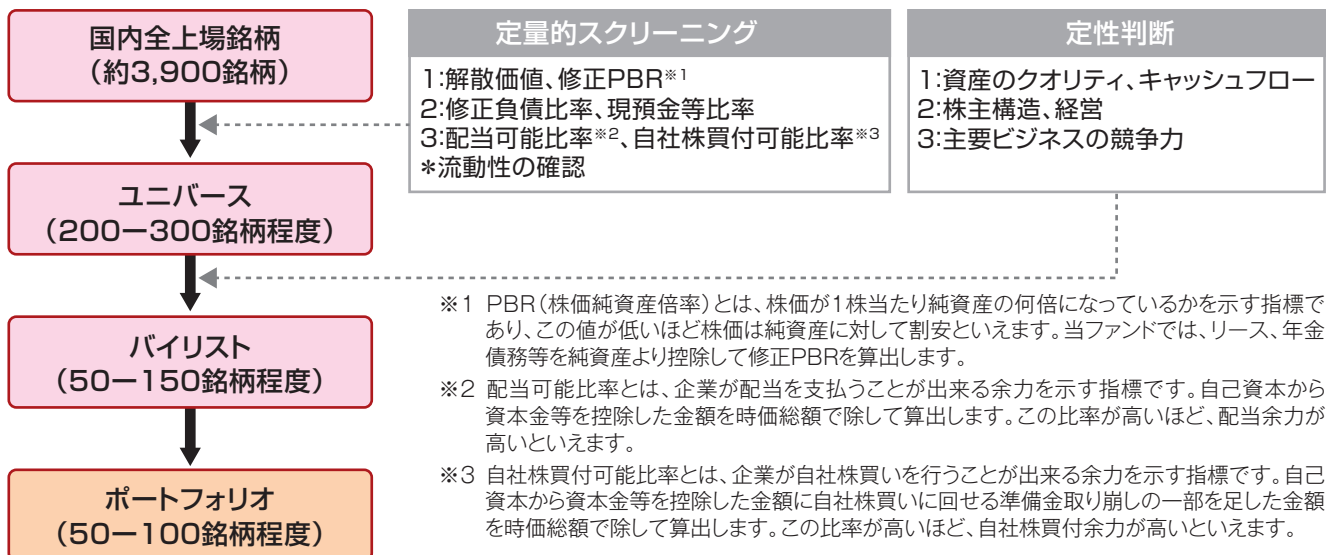 国内全上場銘柄
（約3,900銘柄）
定量的スクリーニング
1:解散価値、修正PBR※1
2:修正負債比率、現預金等比率
3:配当可能比率※2、自社株買付可能比率※3
＊流動性の確認
定性判断
1:資産のクオリティ、キャッシュフロー
2:株主構造、経営
3:主要ビジネスの競争力
ユニバース
（200ー300銘柄程度）
バイリスト
（50ー150銘柄程度）
ポートフォリオ
（50ー100銘柄程度）
※1 PBR（株価純資産倍率）とは、株価が1株当たり純資産の何倍になっているかを示す指標で
あり、この値が低いほど株価は純資産に対して割安といえます。当ファンドでは、リース、年金
債務等を純資産より控除して修正PBRを算出します。
※2 配当可能比率とは、企業が配当を支払うことが出来る余力を示す指標です。自己資本から
資本金等を控除した金額を時価総額で除して算出します。この比率が高いほど、配当余力が
高いといえます。
※3 自社株買付可能比率とは、企業が自社株買いを行うことが出来る余力を示す指標です。自己
資本から資本金等を控除した金額に自社株買いに回せる準備金取り崩しの一部を足した金額
を時価総額で除して算出します。この比率が高いほど、自社株買付余力が高いといえます。